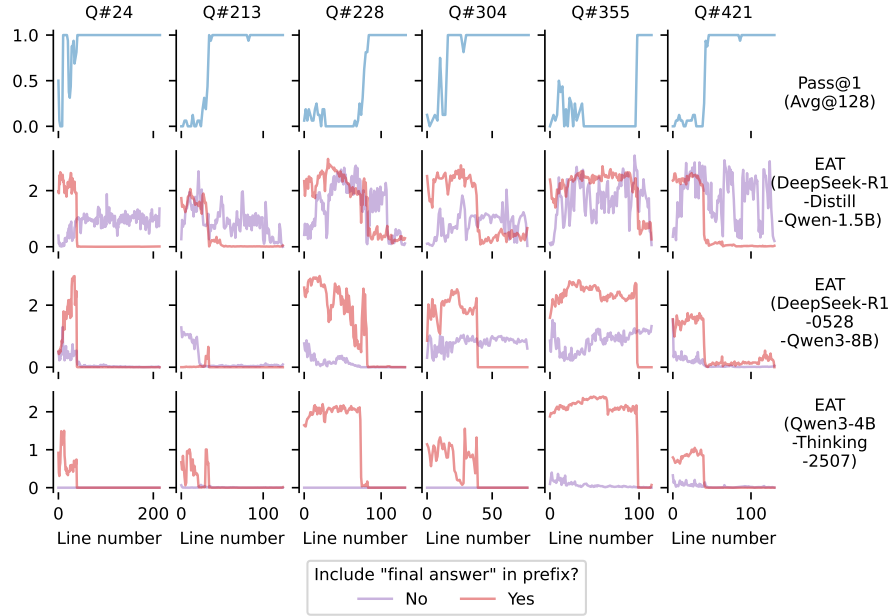 Q#24 Q#213 Q#228 Q#304 Q#355 Q#421
1.0
0.5
0.0
Pass@1
(Avg@128)
2
0
EAT
(DeepSeek-R1
-Distill
-Qwen-1.5B)
2
0
EAT
(DeepSeek-R1
-0528
-Qwen3-8B)
2
1
0
EAT
(Qwen3-4B
-Thinking
-2507)
0 200 0 100 0 100 0 50 0 100 0 100
Line number Line number Line number Line number Line number Line number
Include "final answer" in prefix?
No Yes